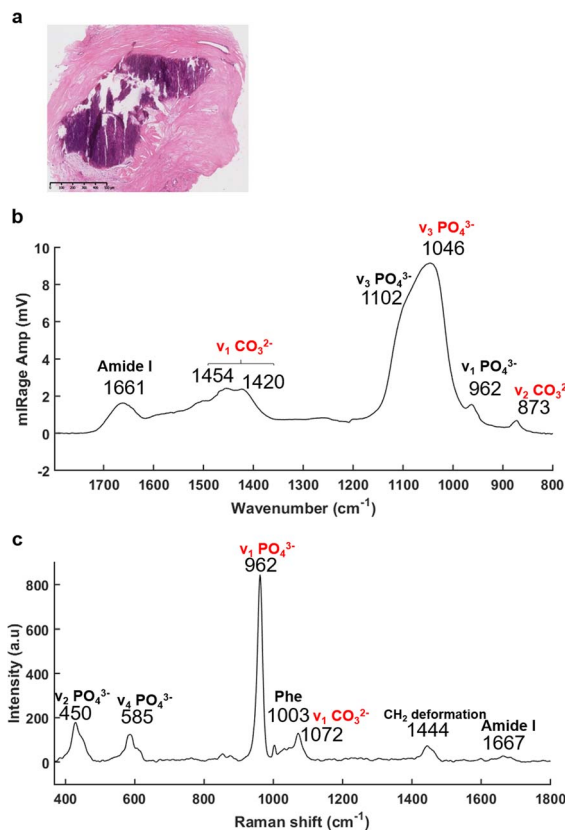 a
b
v₃ PO₄³⁻
1046
v₃ PO₄³⁻
1102
v₁ CO₃²⁻
1454
1420
Amide I
1661
v₁ PO₄³⁻
962
v₂ CO₃²⁻
873
mIRage Amp (mV)
10
8
6
4
2
0
-2
1700 1600 1500 1400 1300 1200 1100 1000 900 800
Wavenumber (cm⁻¹)
c
v₁ PO₄³⁻
962
v₂ PO₄³⁻
450
v₄ PO₄³⁻
585
Phe
1003
v₁ CO₃²⁻
1072
CH₂ deformation
1444
Amide I
1667
Intensity (a.u)
800
600
400
200
0
400 600 800 1000 1200 1400 1600 1800
Raman shift (cm⁻¹)